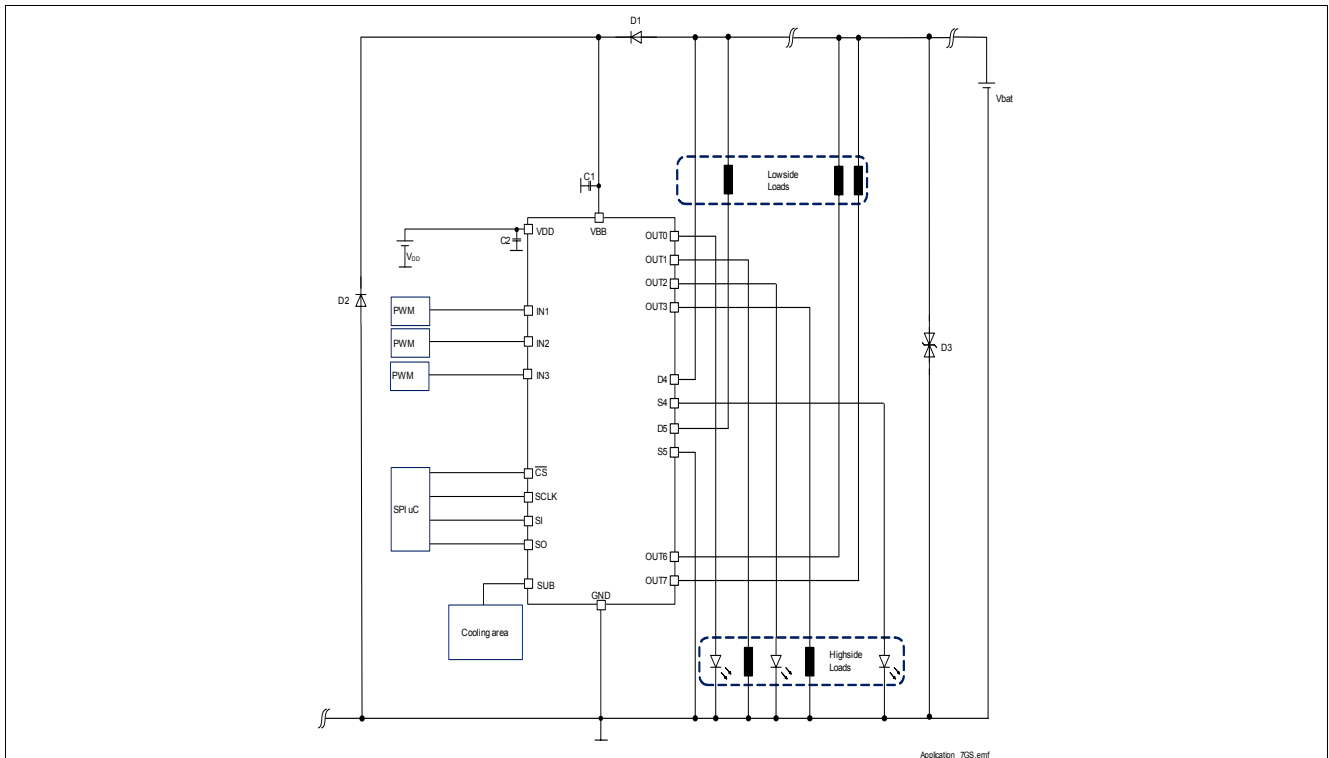 D1
Vbat
C1
Lowside
Loads
VDD
VBB
OUT0
C2
VDD
OUT1
OUT2
D2
PWM
IN1
OUT3
PWM
IN2
D3
PWM
IN3
D4
S4
D5
S5
CS
SCLK
SPI uC
SI
SO
OUT6
SUB
OUT7
GND
Cooling area
Highside
Loads
Application_7GS.emf